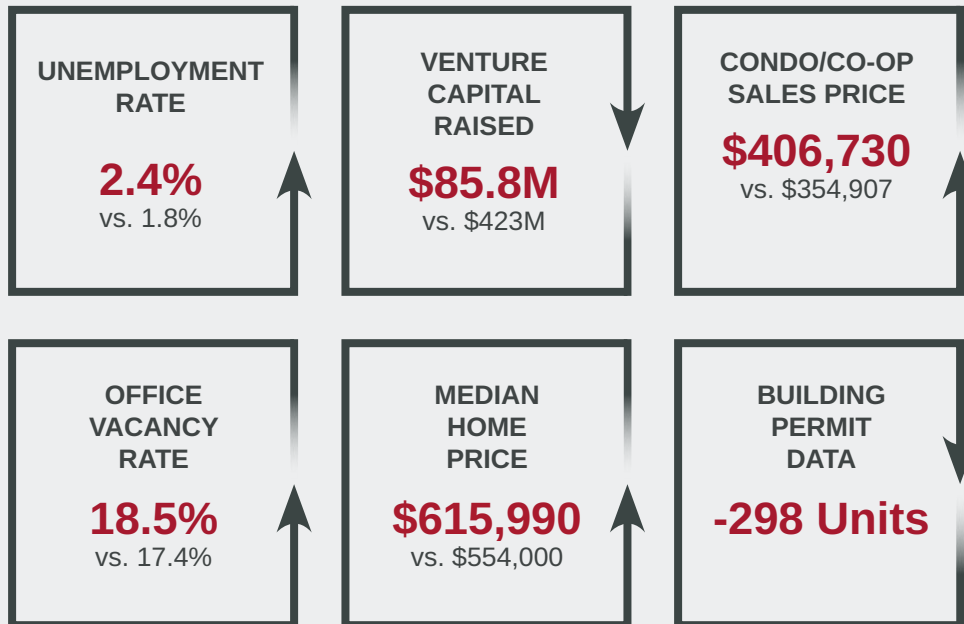 UNEMPLOYMENT
RATE
2.4%
vs. 1.8%
VENTURE
CAPITAL
RAISED
$85.8M
vs. $423M
CONDO/CO-OP
SALES PRICE
$406,730
vs. $354,907
OFFICE
VACANCY
RATE
18.5%
vs. 17.4%
MEDIAN
HOME
PRICE
$615,990
vs. $554,000
BUILDING
PERMIT
DATA
-298 Units